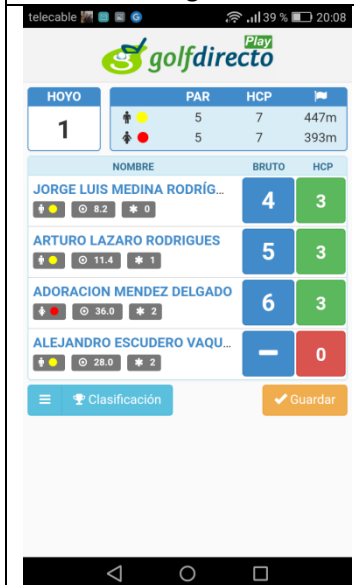 telecable 39 % 20:08
golfdirecto Play
HOYO PAR HCP
1 5 7 447m
5 7 393m
NOMBRE BRUTO HCP
JORGE LUIS MEDINA RODRÍG... 4 3
8.2 0
ARTURO LAZARO RODRIGUES 5 3
11.4 1
ADORACION MENDEZ DELGADO 6 3
36.0 2
ALEJANDRO ESCUDERO VAQU... – 0
28.0 2
Clasificación Guardar